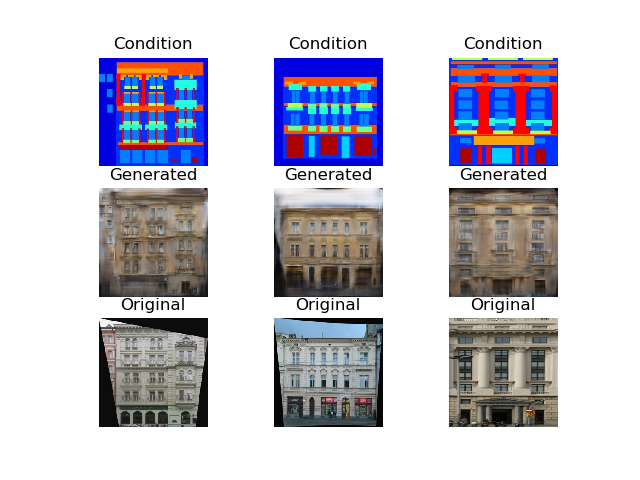 Condition Condition Condition
Generated Generated Generated
Original Original Original